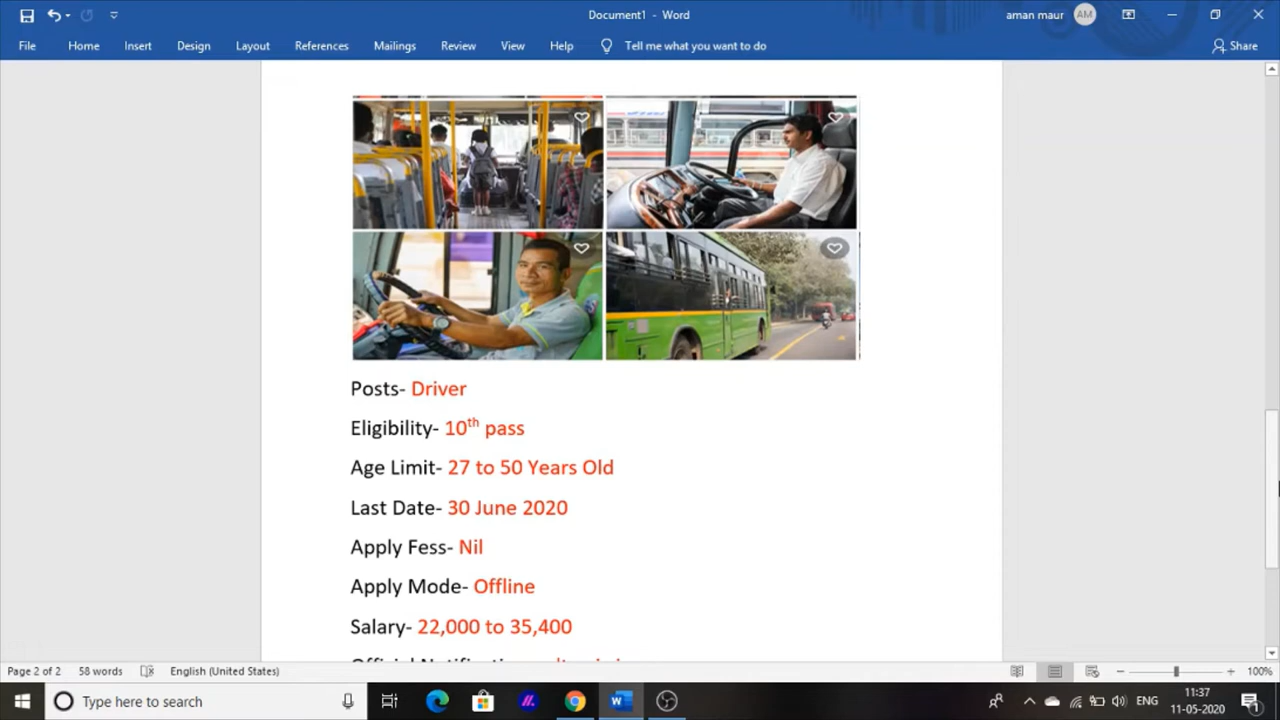 Document1 - Word
aman maur AM
File Home Insert Design Layout References Mailings Review View Help Tell me what you want to do Share
Posts- Driver
Eligibility- 10th pass
Age Limit- 27 to 50 Years Old
Last Date- 30 June 2020
Apply Fess- Nil
Apply Mode- Offline
Salary- 22,000 to 35,400
Page 2 of 2 58 words English (United States) 100%
Type here to search ENG 11:37
11-05-2020